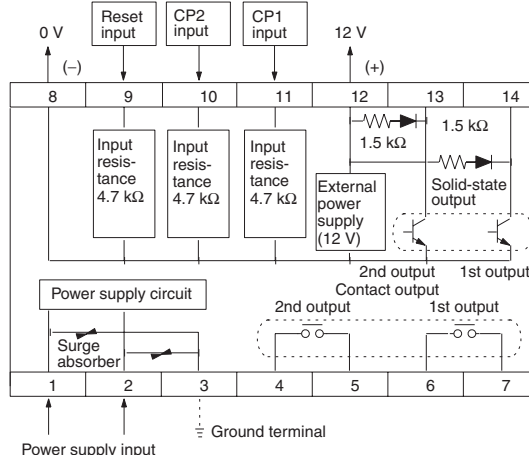 0 V
Reset
input
CP2
input
CP1
input
12 V
(–)
(+)
8 9 10 11 12 13 14
Input
resis-
tance
4.7 kΩ
Input
resis-
tance
4.7 kΩ
Input
resis-
tance
4.7 kΩ
1.5 kΩ
1.5 kΩ
External
power
supply
(12 V)
Solid-state
output
2nd output
1st output
Contact output
Power supply circuit
2nd output
1st output
Surge
absorber
1 2 3 4 5 6 7
Ground terminal
Power supply input